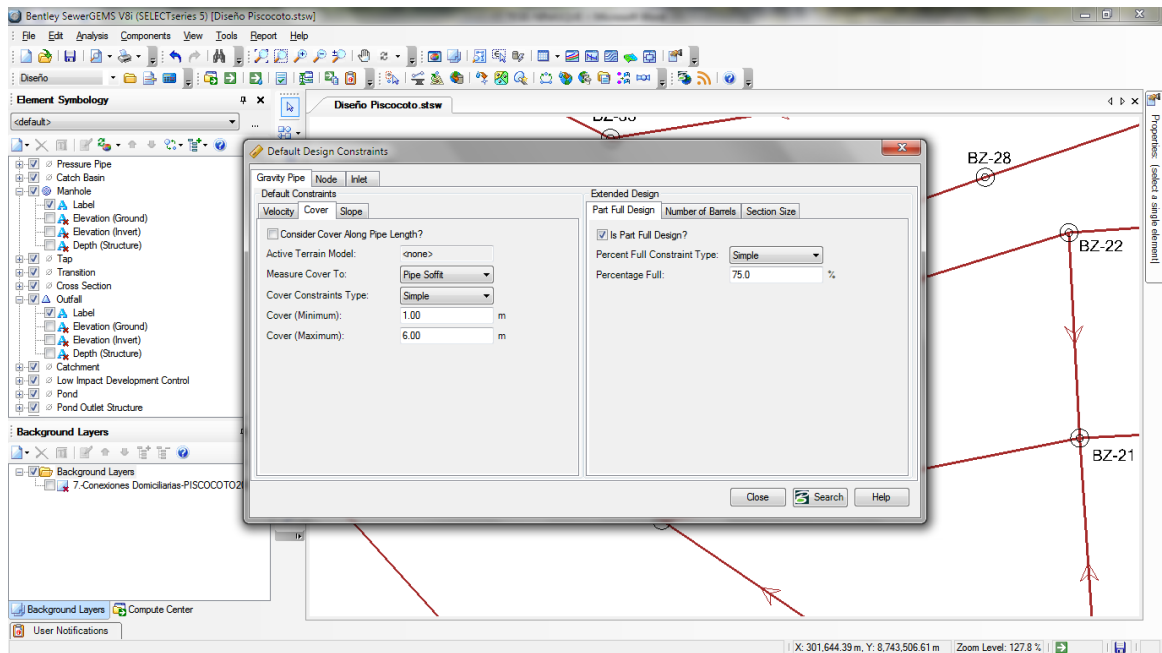 Bentley SewerGEMS V8i (SELECTseries 5) [Diseño Piscocoto.stsw]
File Edit Analysis Components View Tools Report Help
Diseño
Element Symbology
Diseño Piscocoto.stsw
<default>
...
Pressure Pipe
Catch Basin
Manhole
Label
Elevation (Ground)
Elevation (Invert)
Depth (Structure)
Tap
Transition
Cross Section
Outfall
Label
Elevation (Ground)
Elevation (Invert)
Depth (Structure)
Catchment
Low Impact Development Control
Pond
Pond Outlet Structure
Background Layers
Background Layers
7.-Conexiones Domiciliarias-PISCOCOTO20
Background Layers Compute Center
User Notifications
Default Design Constraints
Gravity Pipe Node Inlet
Default Constraints
Velocity Cover Slope
Consider Cover Along Pipe Length?
Active Terrain Model: <none>
Measure Cover To: Pipe Soffit
Cover Constraints Type: Simple
Cover (Minimum): 1.00 m
Cover (Maximum): 6.00 m
Extended Design
Part Full Design Number of Barrels Section Size
Is Part Full Design?
Percent Full Constraint Type: Simple
Percentage Full: 75.0 %
Close Search Help
BZ-28
BZ-22
BZ-21
Properties: (select a single element)
X: 301,644.39 m, Y: 8,743,506.61 m Zoom Level: 127.8 %